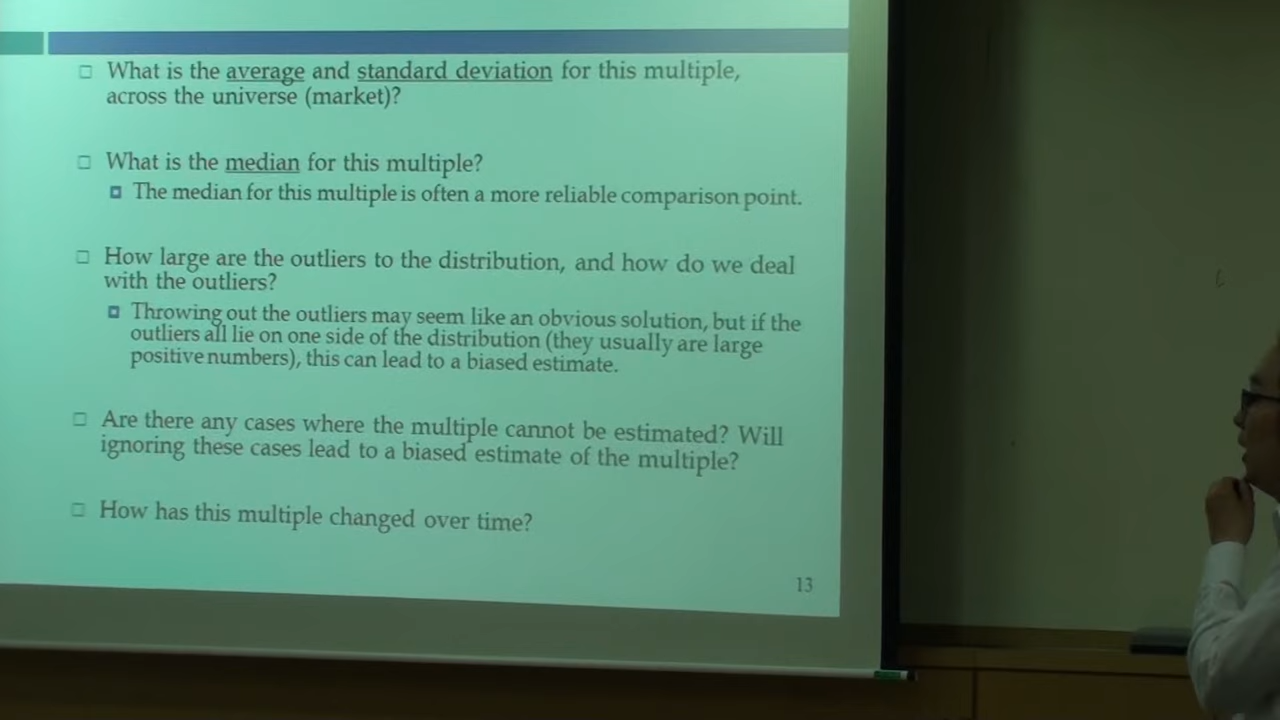 What is the average and standard deviation for this multiple,
across the universe (market)?
What is the median for this multiple?
The median for this multiple is often a more reliable comparison point.
How large are the outliers to the distribution, and how do we deal
with the outliers?
Throwing out the outliers may seem like an obvious solution, but if the
outliers all lie on one side of the distribution (they usually are large
positive numbers), this can lead to a biased estimate.
Are there any cases where the multiple cannot be estimated? Will
ignoring these cases lead to a biased estimate of the multiple?
How has this multiple changed over time?
13